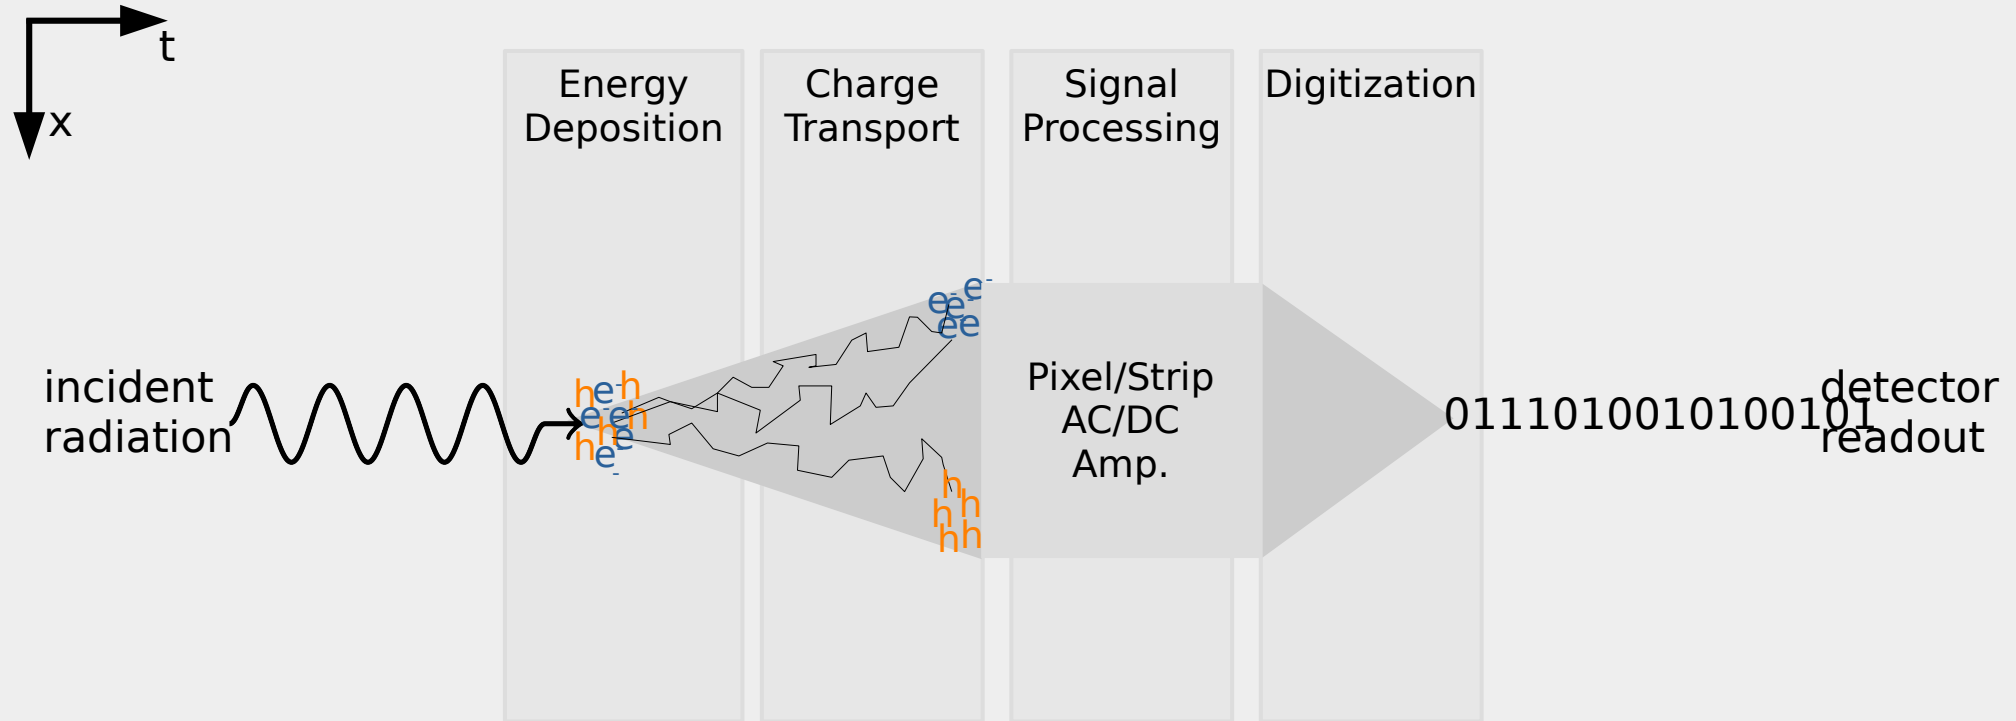 t
x
Energy
Deposition
Charge
Transport
Signal
Processing
Digitization
incident
radiation
h e- h
e- e h
h h e
e-
e- e-
e-
e e
h
h h
h h
Pixel/Strip
AC/DC
Amp.
0111010010100101
detector
readout